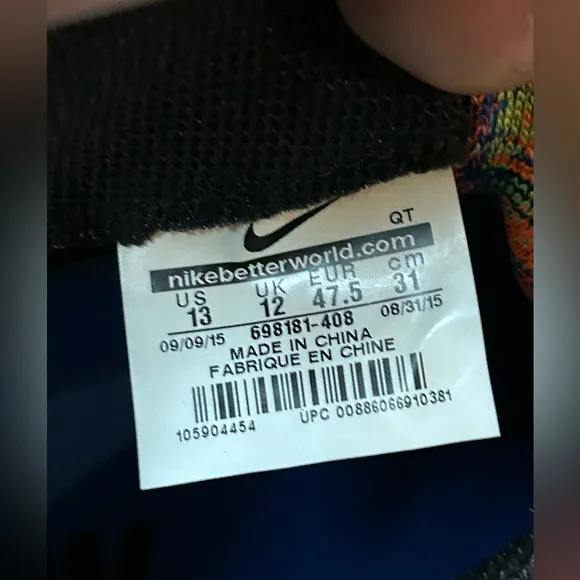 QT
nikebetterworld.com
US UK EUR cm
13 12 47.5 31
09/09/15 698181-408 08/31/15
MADE IN CHINA
FABRIQUE EN CHINE
105904454 UPC 00886066910381